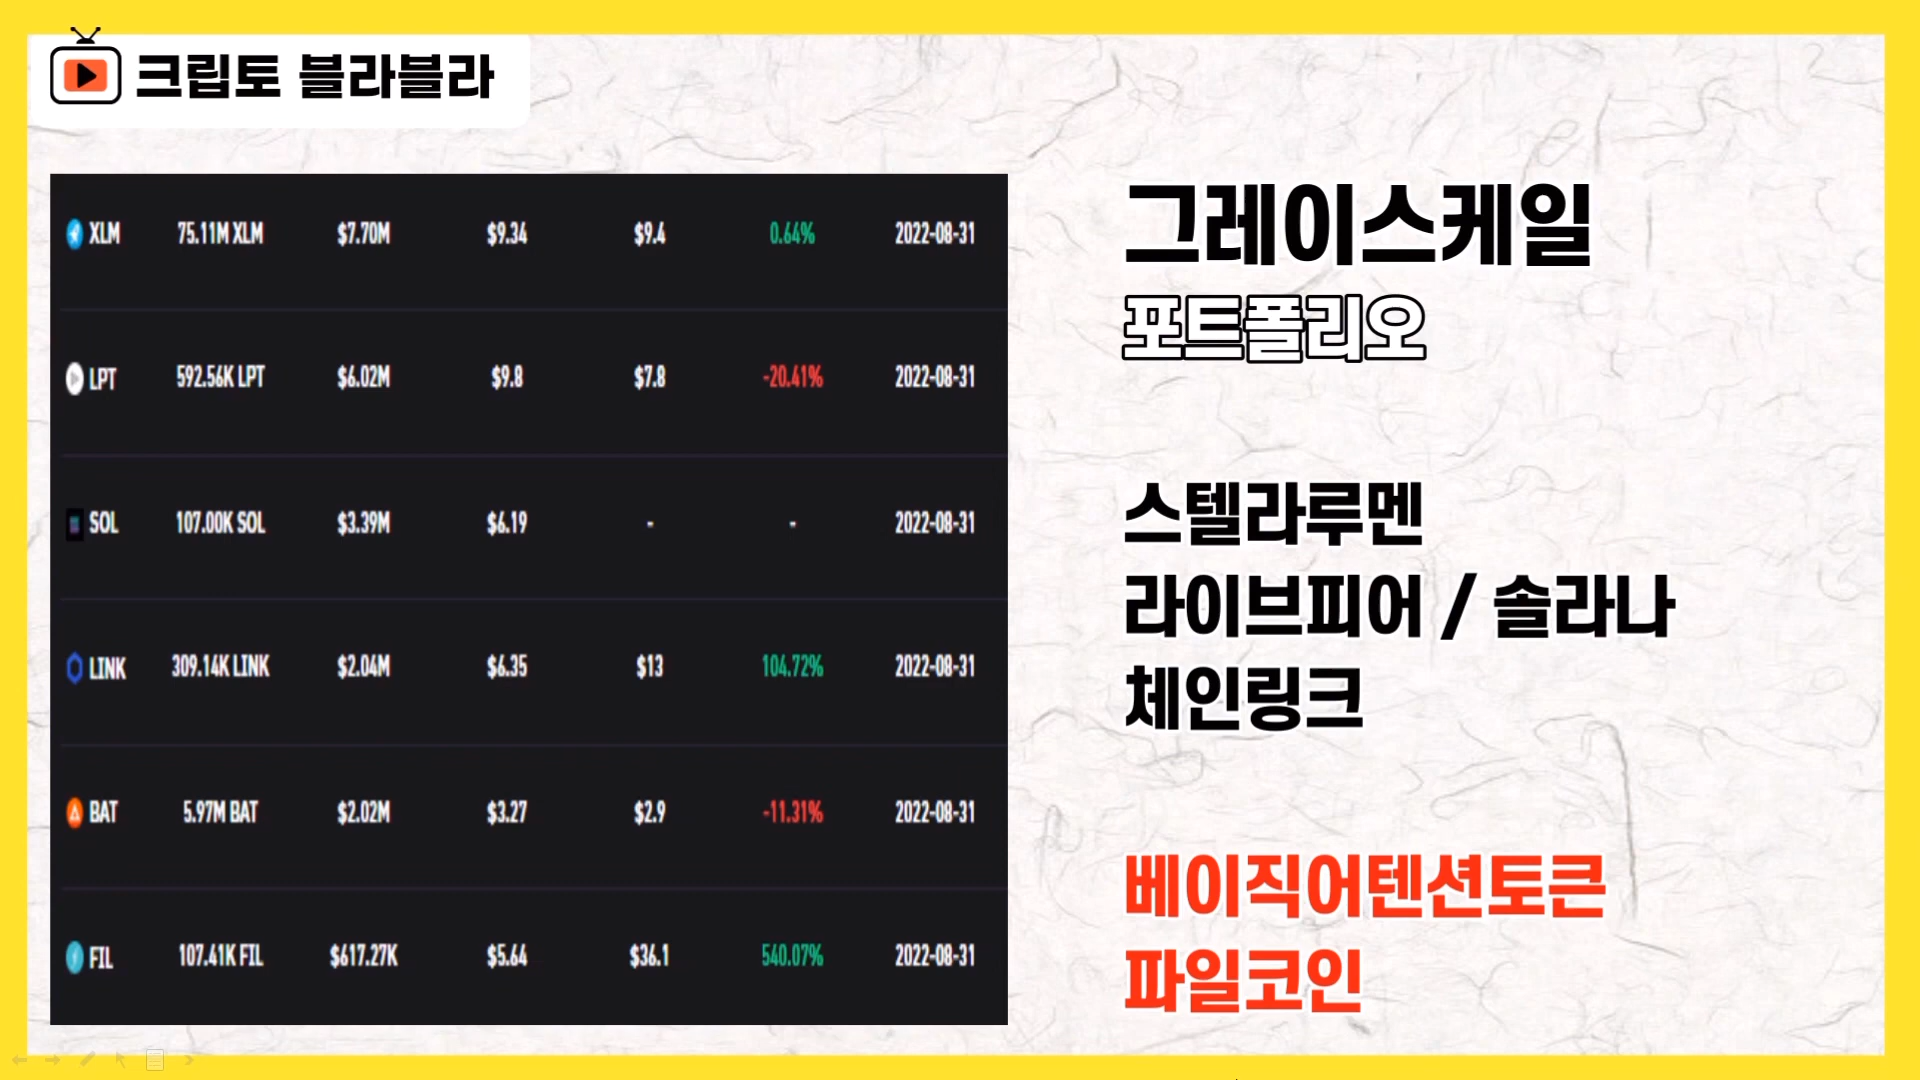 크립토 블라블라
XLM 75.11M XLM $7.70M $9.34 $9.4 0.64% 2022-08-31
LPT 592.56K LPT $6.02M $9.8 $7.8 -20.41% 2022-08-31
SOL 107.00K SOL $3.39M $6.19 - - 2022-08-31
LINK 309.14K LINK $2.04M $6.35 $13 104.72% 2022-08-31
BAT 5.97M BAT $2.02M $3.27 $2.9 -11.31% 2022-08-31
FIL 107.41K FIL $617.27K $5.64 $36.1 540.07% 2022-08-31
그레이스케일
포트폴리오
스텔라루멘
라이브피어 / 솔라나
체인링크
베이직어텐션토큰
파일코인